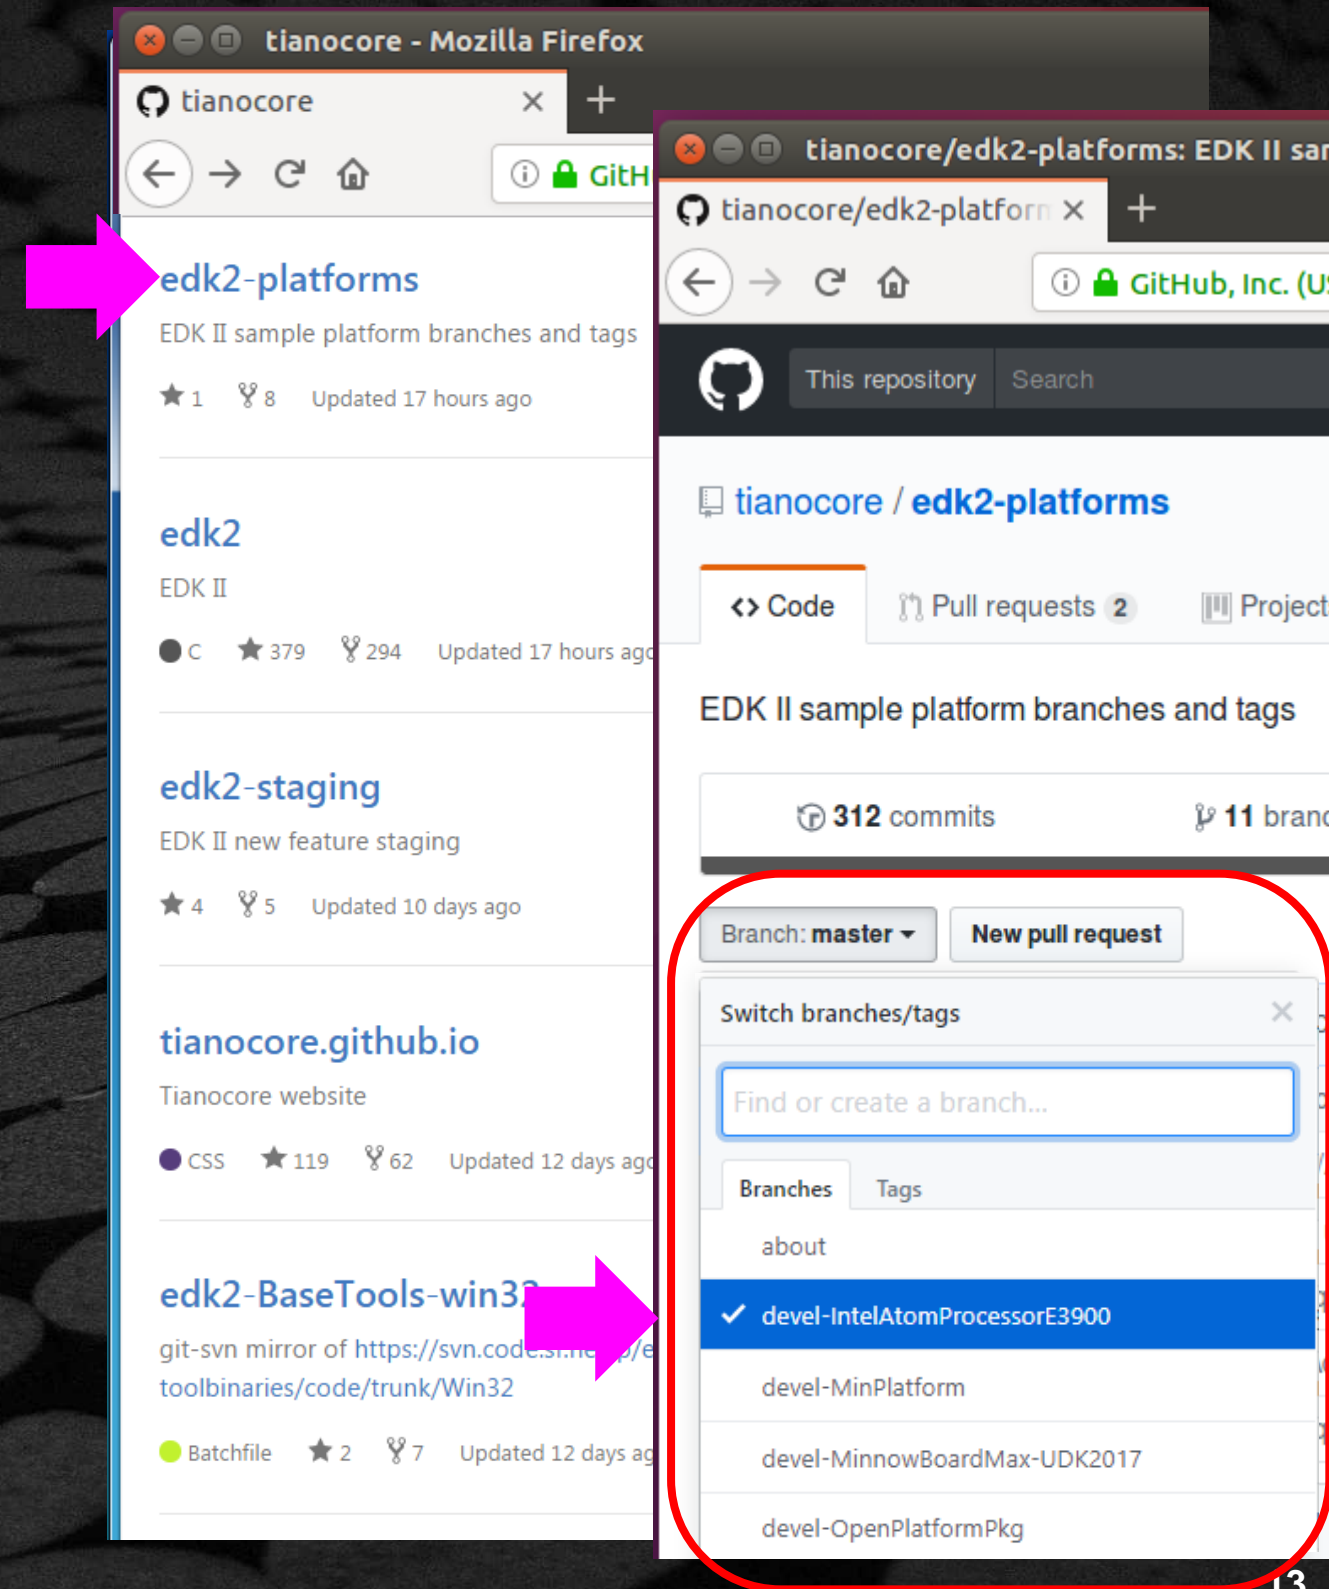 tianocore - Mozilla Firefox
tianocore
GitH
edk2-platforms
EDK II sample platform branches and tags
1 8 Updated 17 hours ago
edk2
EDK II
C 379 294 Updated 17 hours ago
edk2-staging
EDK II new feature staging
4 5 Updated 10 days ago
tianocore.github.io
Tianocore website
CSS 119 62 Updated 12 days ago
edk2-BaseTools-win32
git-svn mirror of https://svn.code.sf.net/p/e
toolbinaries/code/trunk/Win32
Batchfile 2 7 Updated 12 days ag
tianocore/edk2-platforms: EDK II sam
tianocore/edk2-platform
GitHub, Inc. (US
This repository Search
tianocore / edk2-platforms
Code Pull requests 2 Project
EDK II sample platform branches and tags
312 commits 11 branc
Branch: master New pull request
Switch branches/tags
Find or create a branch...
Branches Tags
about
devel-IntelAtomProcessorE3900
devel-MinPlatform
devel-MinnowBoardMax-UDK2017
devel-OpenPlatformPkg
13